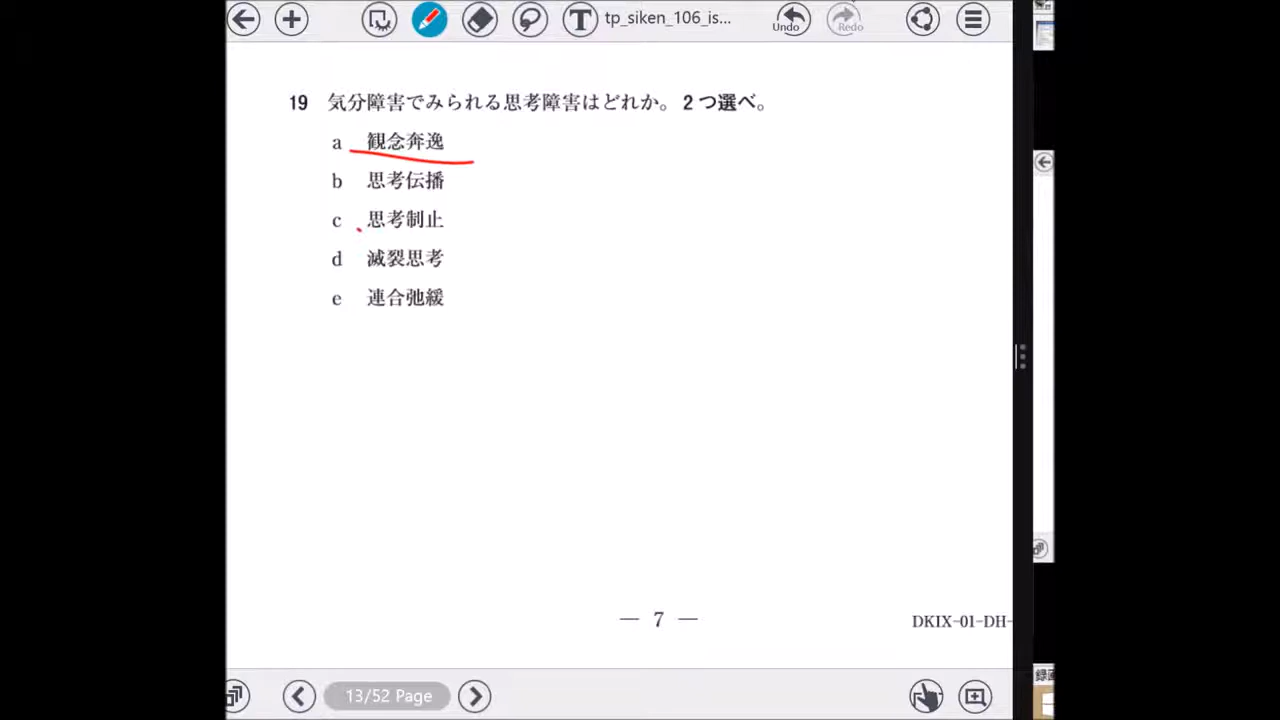 tp_siken_106_is...
Undo
Redo
19 気分障害でみられる思考障害はどれか。2つ選べ。
a 観念奔逸
b 思考伝播
c 思考制止
d 滅裂思考
e 連合弛緩
— 7 —
DKIX-01-DH-
13/52 Page